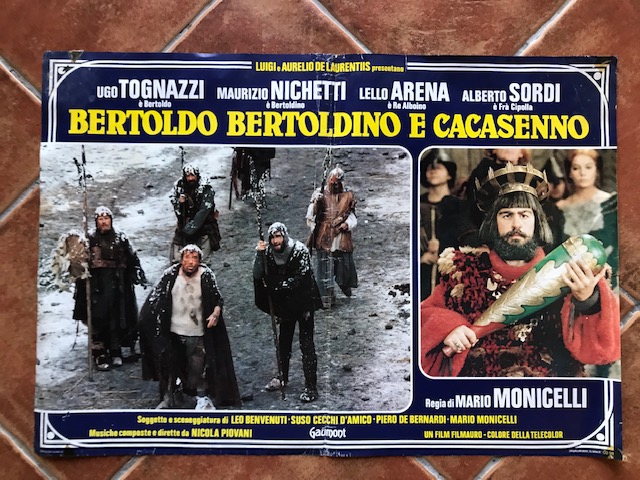 LUIGI e AURELIO DE LAURENTIIS presentano
UGO TOGNAZZI MAURIZIO NICHETTI LELLO ARENA ALBERTO SORDI
è Bertoldo è Bertoldino è Re Alboino è Frà Cipolla
BERTOLDO BERTOLDINO E CACASENNO
Regia di MARIO MONICELLI
Soggetto e sceneggiatura di LEO BENVENUTI - SUSO CECCHI D'AMICO - PIERO DE BERNARDI - MARIO MONICELLI
Musiche composte e dirette da NICOLA PIOVANI Gaumont UN FILM FILMAURO - COLORE DELLA TELECOLOR